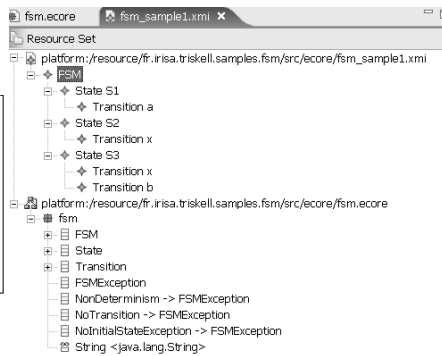 fsm.ecore fsm_sample1.xmi
Resource Set
platform:/resource/fr.irisa.triskell.samples.fsm/src/ecore/fsm_sample1.xmi
FSM
State S1
Transition a
State S2
Transition x
State S3
Transition x
Transition b
platform:/resource/fr.irisa.triskell.samples.fsm/src/ecore/fsm.ecore
fsm
FSM
State
Transition
FSMException
NonDeterminism -> FSMException
NoTransition -> FSMException
NoInitialStateException -> FSMException
String <java.lang.String>